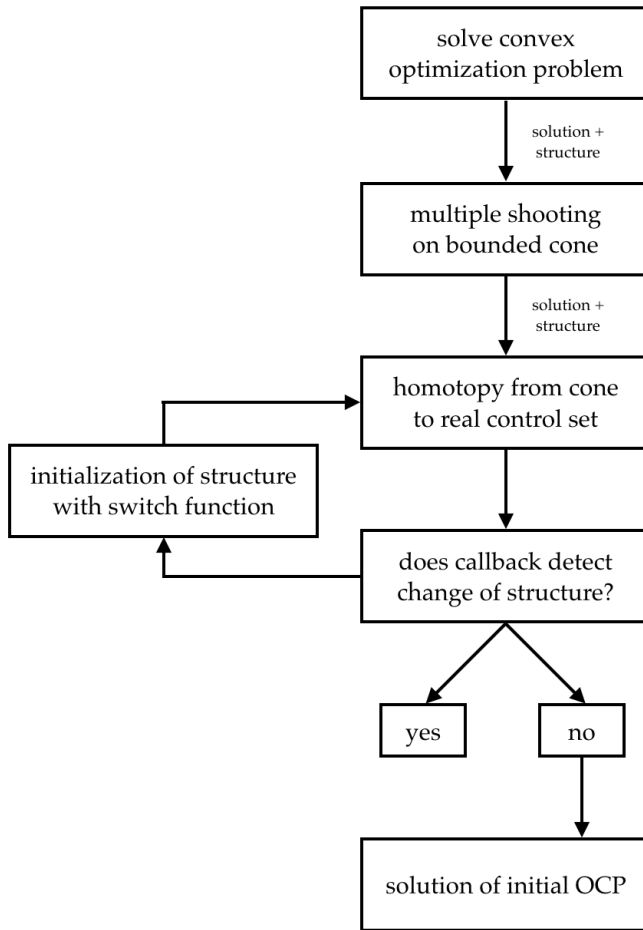 solve convex
optimization problem
solution +
structure
multiple shooting
on bounded cone
solution +
structure
homotopy from cone
to real control set
initialization of structure
with switch function
does callback detect
change of structure?
yes
no
solution of initial OCP